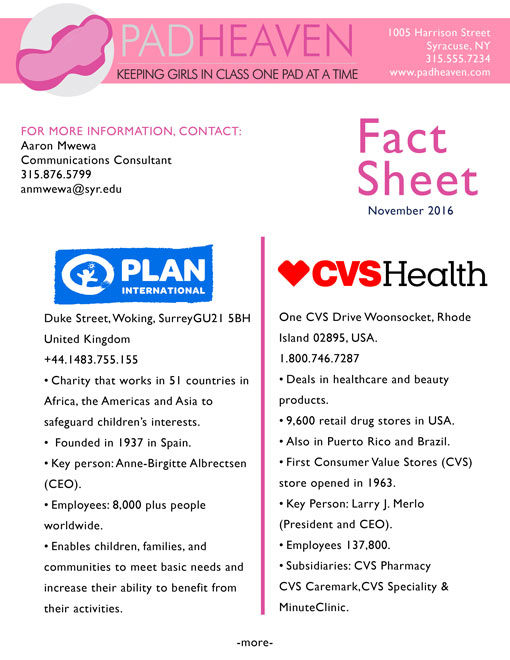 PADHEAVEN
KEEPING GIRLS IN CLASS ONE PAD AT A TIME
1005 Harrison Street
Syracuse, NY
315.555.7234
www.padheaven.com
FOR MORE INFORMATION, CONTACT:
Aaron Mwewa
Communications Consultant
315.876.5799
anmwewa@syr.edu
Fact
Sheet
November 2016
PLAN
INTERNATIONAL
Duke Street, Woking, SurreyGU21 5BH
United Kingdom
+44.1483.755.155
• Charity that works in 51 countries in
Africa, the Americas and Asia to
safeguard children's interests.
• Founded in 1937 in Spain.
• Key person: Anne-Birgitte Albrectsen
(CEO).
• Employees: 8,000 plus people
worldwide.
• Enables children, families, and
communities to meet basic needs and
increase their ability to benefit from
their activities.
CVSHealth
One CVS Drive Woonsocket, Rhode
Island 02895, USA.
1.800.746.7287
• Deals in healthcare and beauty
products.
• 9,600 retail drug stores in USA.
• Also in Puerto Rico and Brazil.
• First Consumer Value Stores (CVS)
store opened in 1963.
• Key Person: Larry J. Merlo
(President and CEO).
• Employees 137,800.
• Subsidiaries: CVS Pharmacy
CVS Caremark,CVS Speciality &
MinuteClinic.
-more-